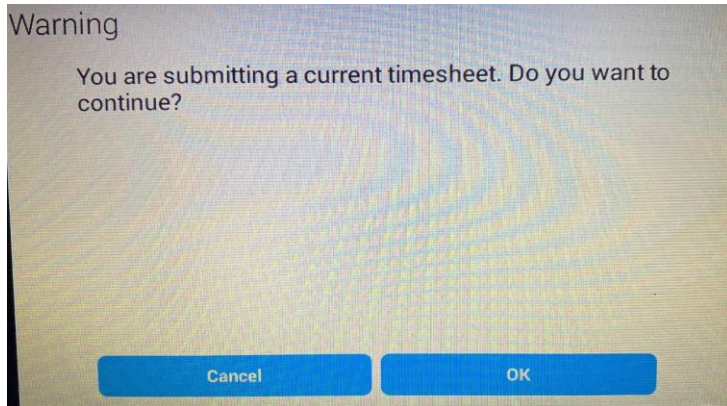 Warning
You are submitting a current timesheet. Do you want to
continue?
Cancel
OK